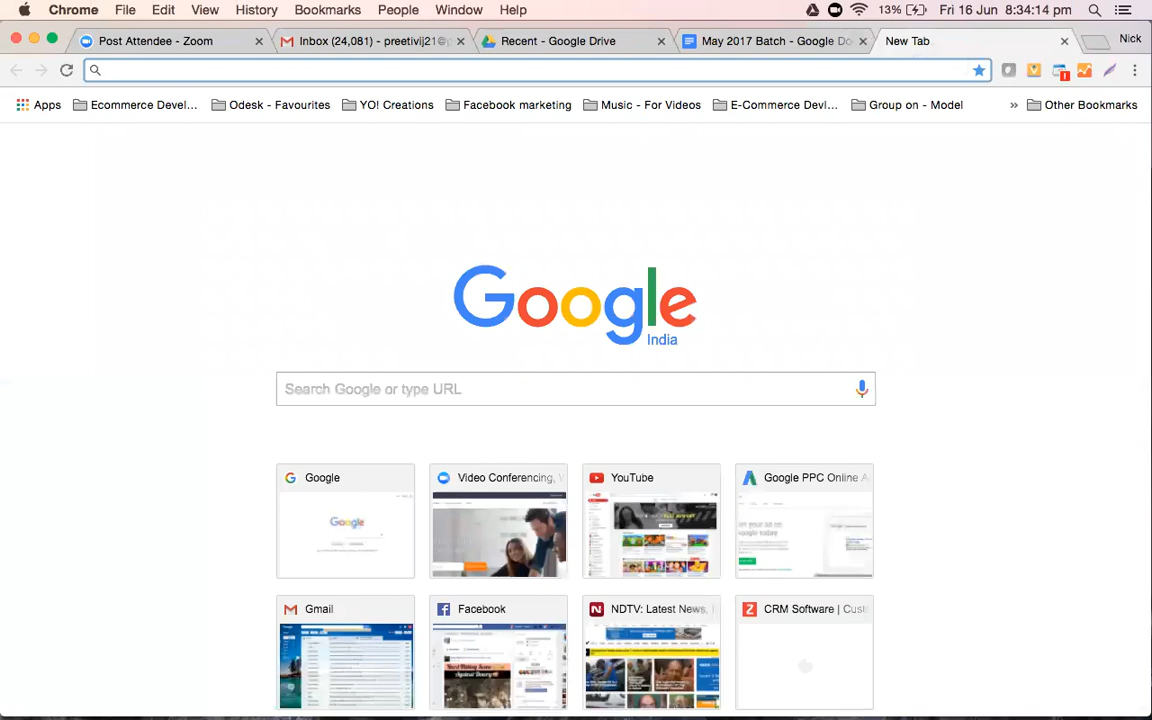 Chrome File Edit View History Bookmarks People Window Help 13% Fri 16 Jun 8:34:14 pm
Post Attendee - Zoom Inbox (24,081) - preetivij21@g Recent - Google Drive May 2017 Batch - Google Do New Tab Nick
Apps Ecommerce Devel... Odesk - Favourites YO! Creations Facebook marketing Music - For Videos E-Commerce Devl... Group on - Model » Other Bookmarks
Google
India
Search Google or type URL
Google Video Conferencing, W YouTube Google PPC Online A
Gmail Facebook NDTV: Latest News, I CRM Software | Cust